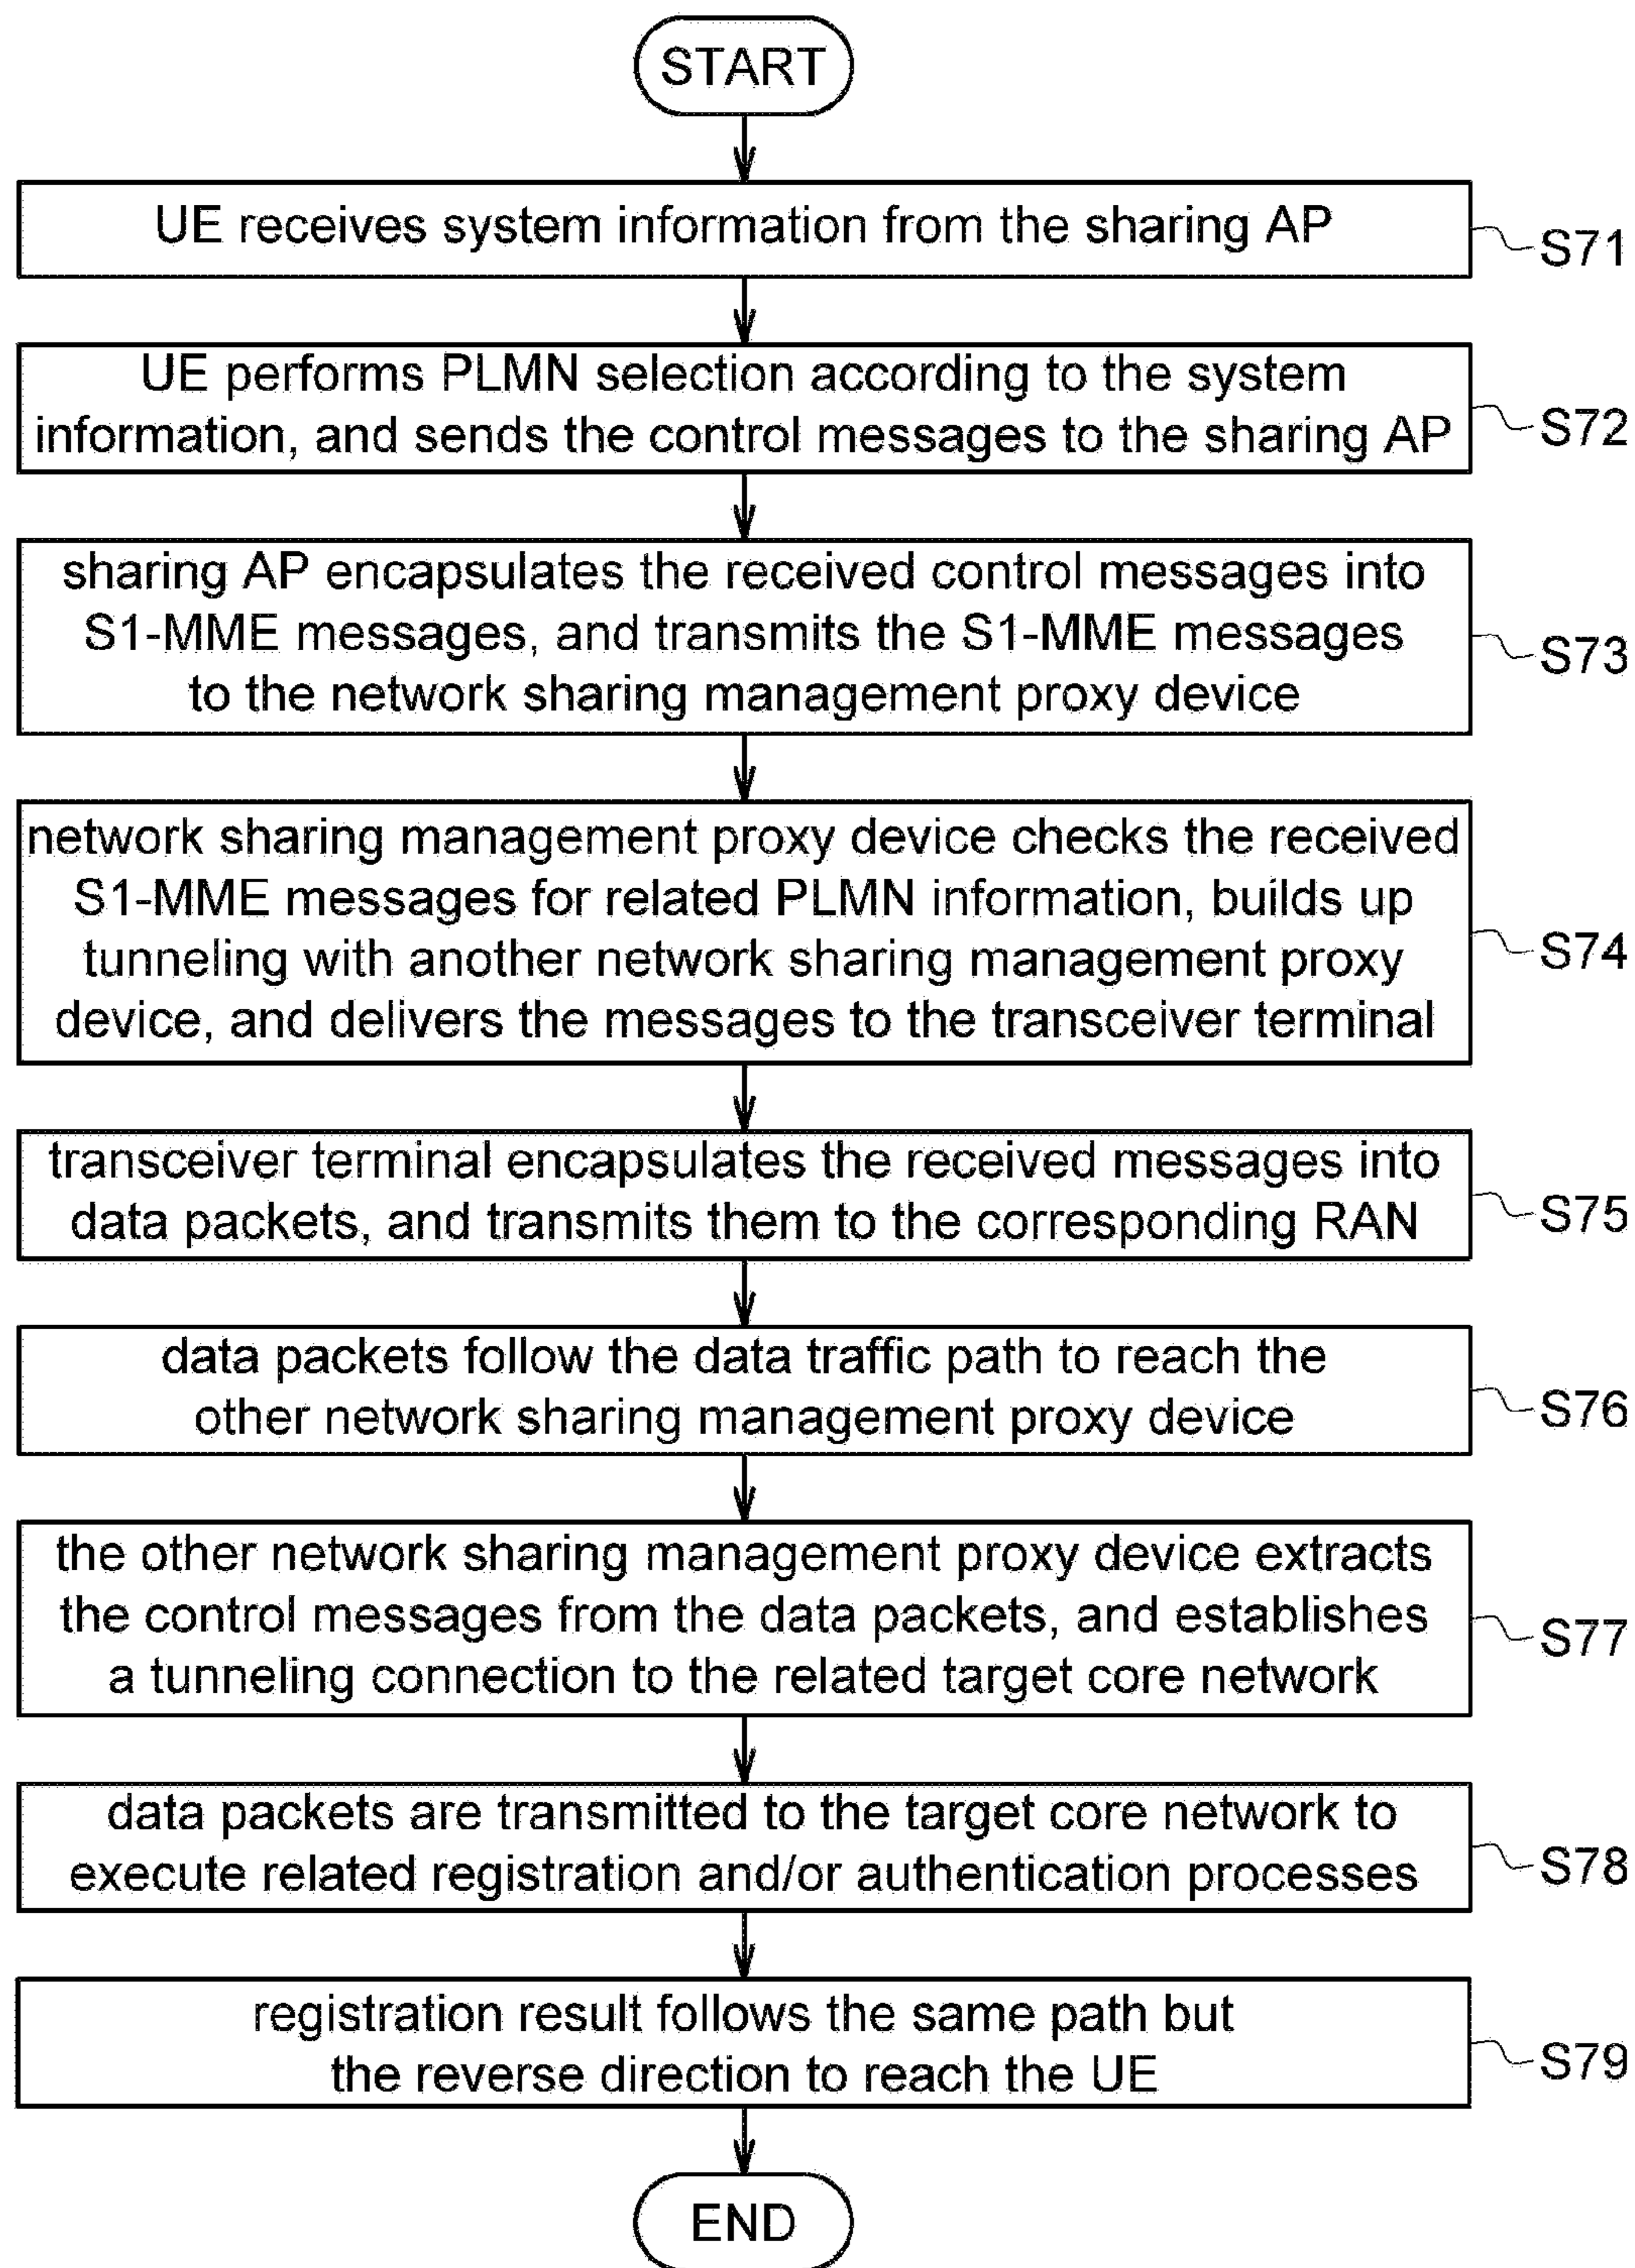 START
UE receives system information from the sharing AP
S71
UE performs PLMN selection according to the system
information, and sends the control messages to the sharing AP
S72
sharing AP encapsulates the received control messages into
S1-MME messages, and transmits the S1-MME messages
to the network sharing management proxy device
S73
network sharing management proxy device checks the received
S1-MME messages for related PLMN information, builds up
tunneling with another network sharing management proxy
device, and delivers the messages to the transceiver terminal
S74
transceiver terminal encapsulates the received messages into
data packets, and transmits them to the corresponding RAN
S75
data packets follow the data traffic path to reach the
other network sharing management proxy device
S76
the other network sharing management proxy device extracts
the control messages from the data packets, and establishes
a tunneling connection to the related target core network
S77
data packets are transmitted to the target core network to
execute related registration and/or authentication processes
S78
registration result follows the same path but
the reverse direction to reach the UE
S79
END